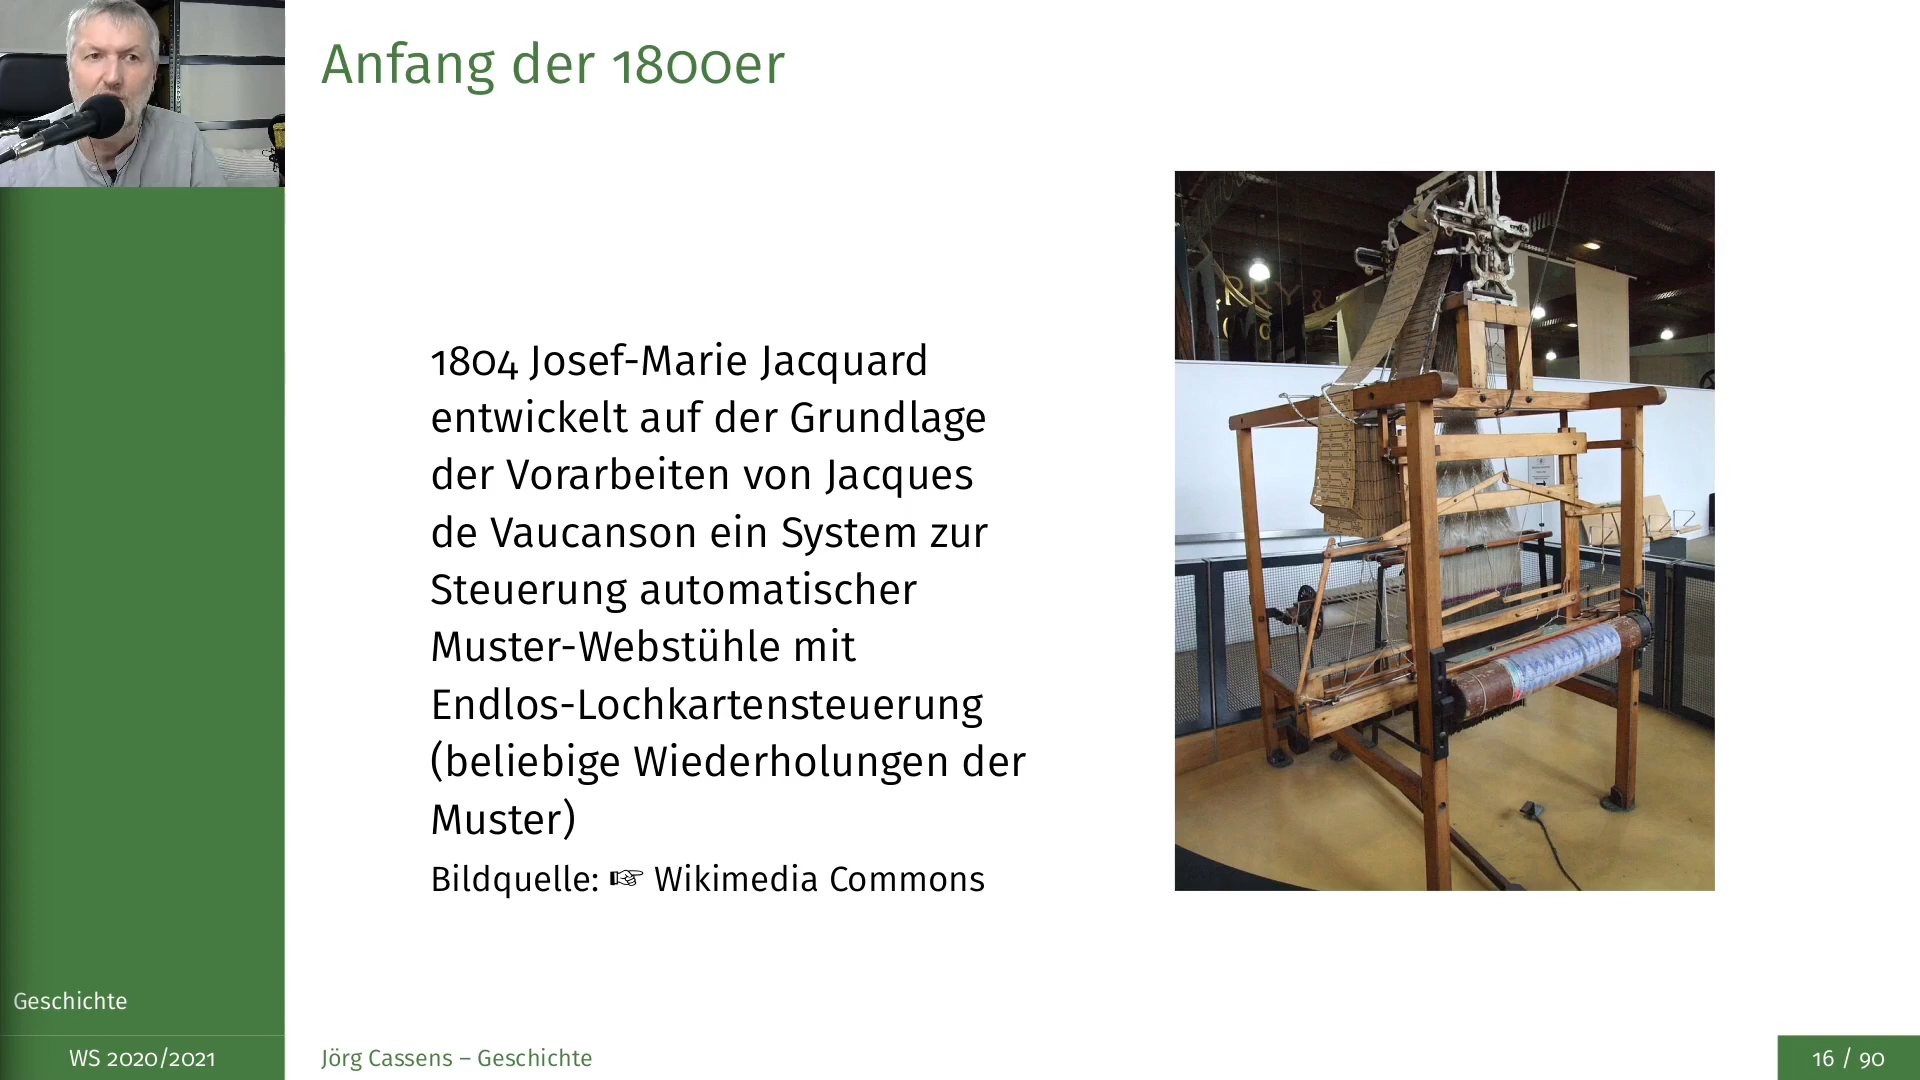 Anfang der 1800er
1804 Josef-Marie Jacquard
entwickelt auf der Grundlage
der Vorarbeiten von Jacques
de Vaucanson ein System zur
Steuerung automatischer
Muster-Webstühle mit
Endlos-Lochkartensteuerung
(beliebige Wiederholungen der
Muster)
Bildquelle: ☞ Wikimedia Commons
Geschichte
WS 2020/2021
Jörg Cassens – Geschichte
16 / 90